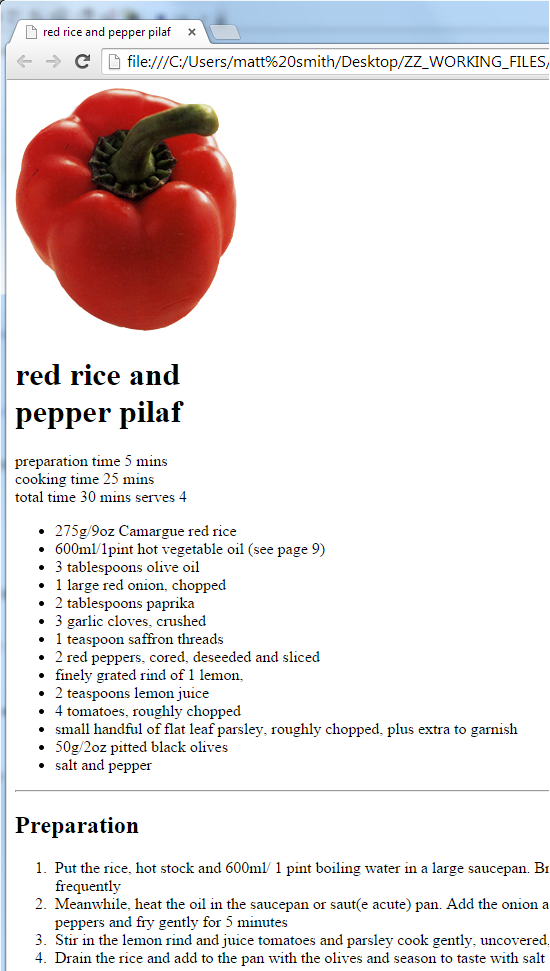 red rice and pepper pilaf
file:///C:/Users/matt%20smith/Desktop/ZZ_WORKING_FILES/
red rice and
pepper pilaf
preparation time 5 mins
cooking time 25 mins
total time 30 mins serves 4
275g/9oz Camargue red rice
600ml/1pint hot vegetable oil (see page 9)
3 tablespoons olive oil
1 large red onion, chopped
2 tablespoons paprika
3 garlic cloves, crushed
1 teaspoon saffron threads
2 red peppers, cored, deseeded and sliced
finely grated rind of 1 lemon,
2 teaspoons lemon juice
4 tomatoes, roughly chopped
small handful of flat leaf parsley, roughly chopped, plus extra to garnish
50g/2oz pitted black olives
salt and pepper
Preparation
1. Put the rice, hot stock and 600ml/ 1 pint boiling water in a large saucepan. Br
frequently
2. Meanwhile, heat the oil in the saucepan or saut(e acute) pan. Add the onion a
peppers and fry gently for 5 minutes
3. Stir in the lemon rind and juice tomatoes and parsley cook gently, uncovered,
4. Drain the rice and add to the pan with the olives and season to taste with salt